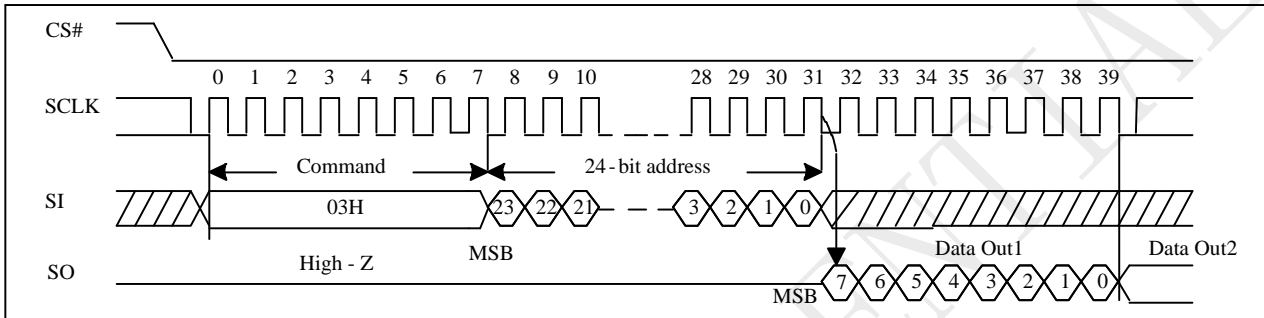 CS#
0 1 2 3 4 5 6 7 8 9 10 28 29 30 31 32 33 34 35 36 37 38 39
SCLK
Command 24-bit address
SI 03H 23 22 21 3 2 1 0
High - Z MSB Data Out1 Data Out2
SO MSB 7 6 5 4 3 2 1 0